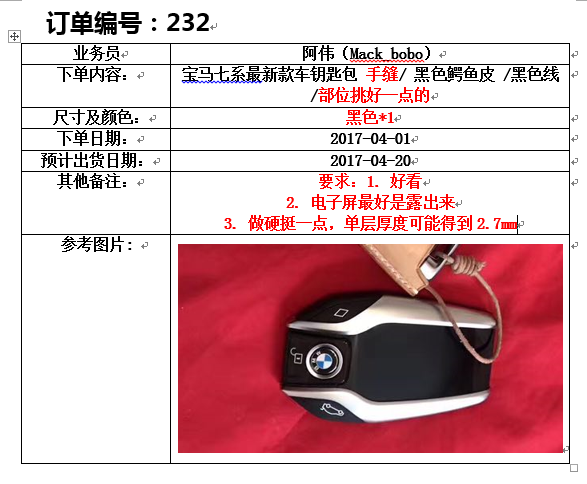 订单编号：232
业务员
阿伟（Mack_bobo）
下单内容：
宝马七系最新款车钥匙包 手缝/ 黑色鳄鱼皮 /黑色线
/部位挑好一点的
尺寸及颜色：
黑色*1
下单日期：
2017-04-01
预计出货日期：
2017-04-20
其他备注：
要求：1. 好看
2. 电子屏最好是露出来
3. 做硬挺一点，单层厚度可能得到 2.7mm
参考图片：
BMW